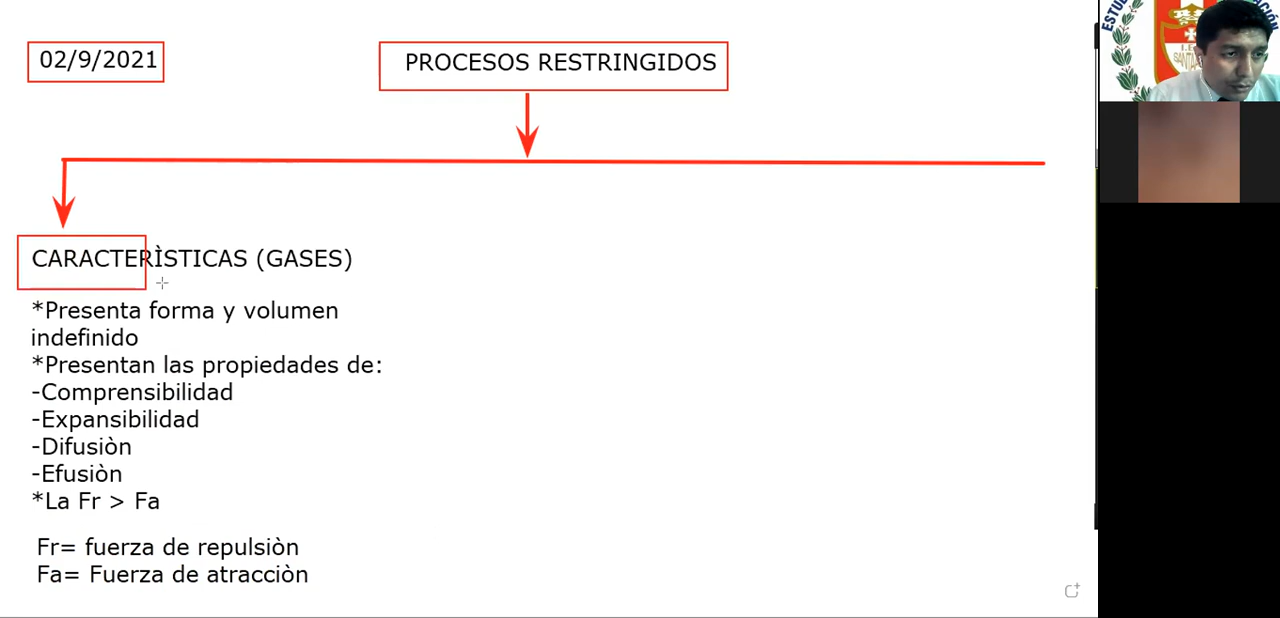 02/9/2021
PROCESOS RESTRINGIDOS
CARACTERÌSTICAS (GASES)
*Presenta forma y volumen
indefinido
*Presentan las propiedades de:
-Comprensibilidad
-Expansibilidad
-Difusiòn
-Efusiòn
*La Fr > Fa
Fr= fuerza de repulsiòn
Fa= Fuerza de atracciòn